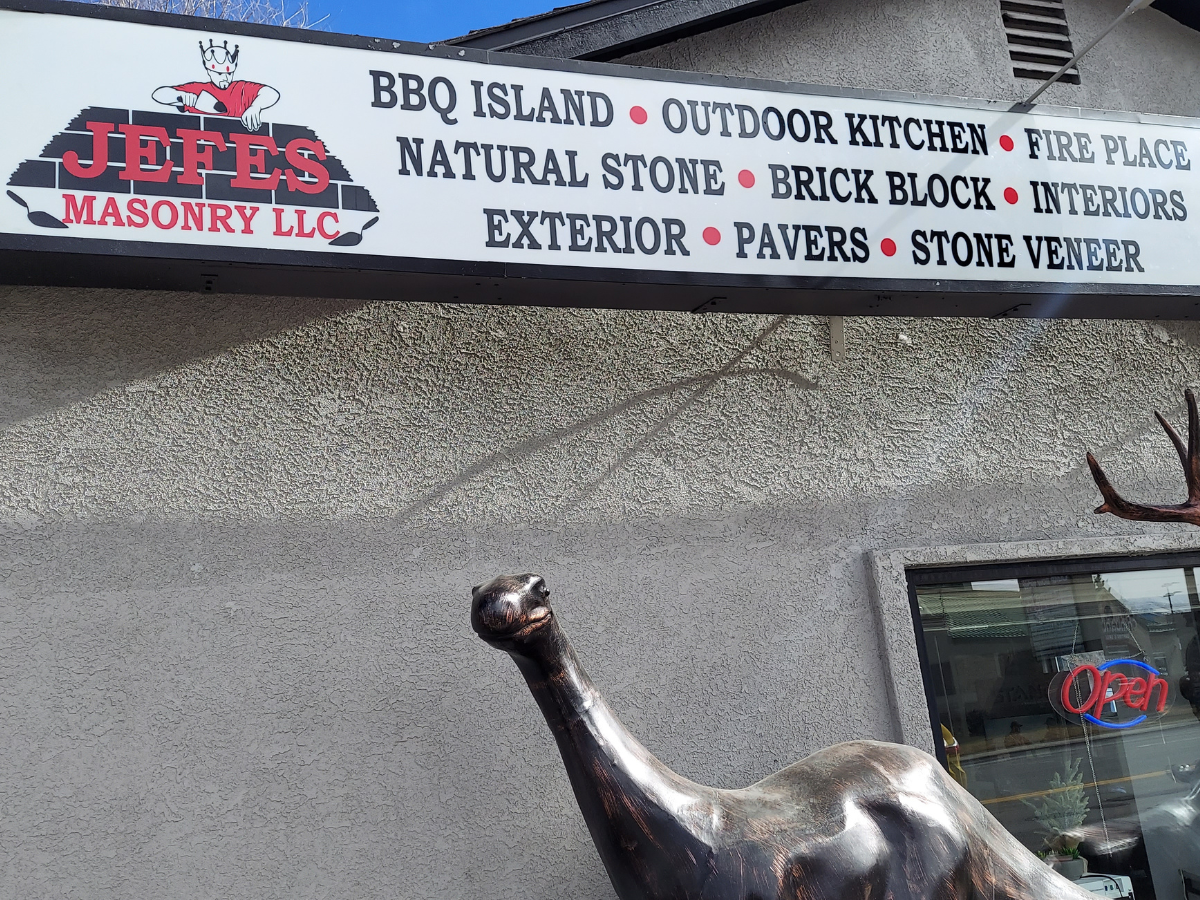 JEFES
MASONRY LLC
BBQ ISLAND • OUTDOOR KITCHEN • FIRE PLACE
NATURAL STONE • BRICK BLOCK • INTERIORS
EXTERIOR • PAVERS • STONE VENEER
Open